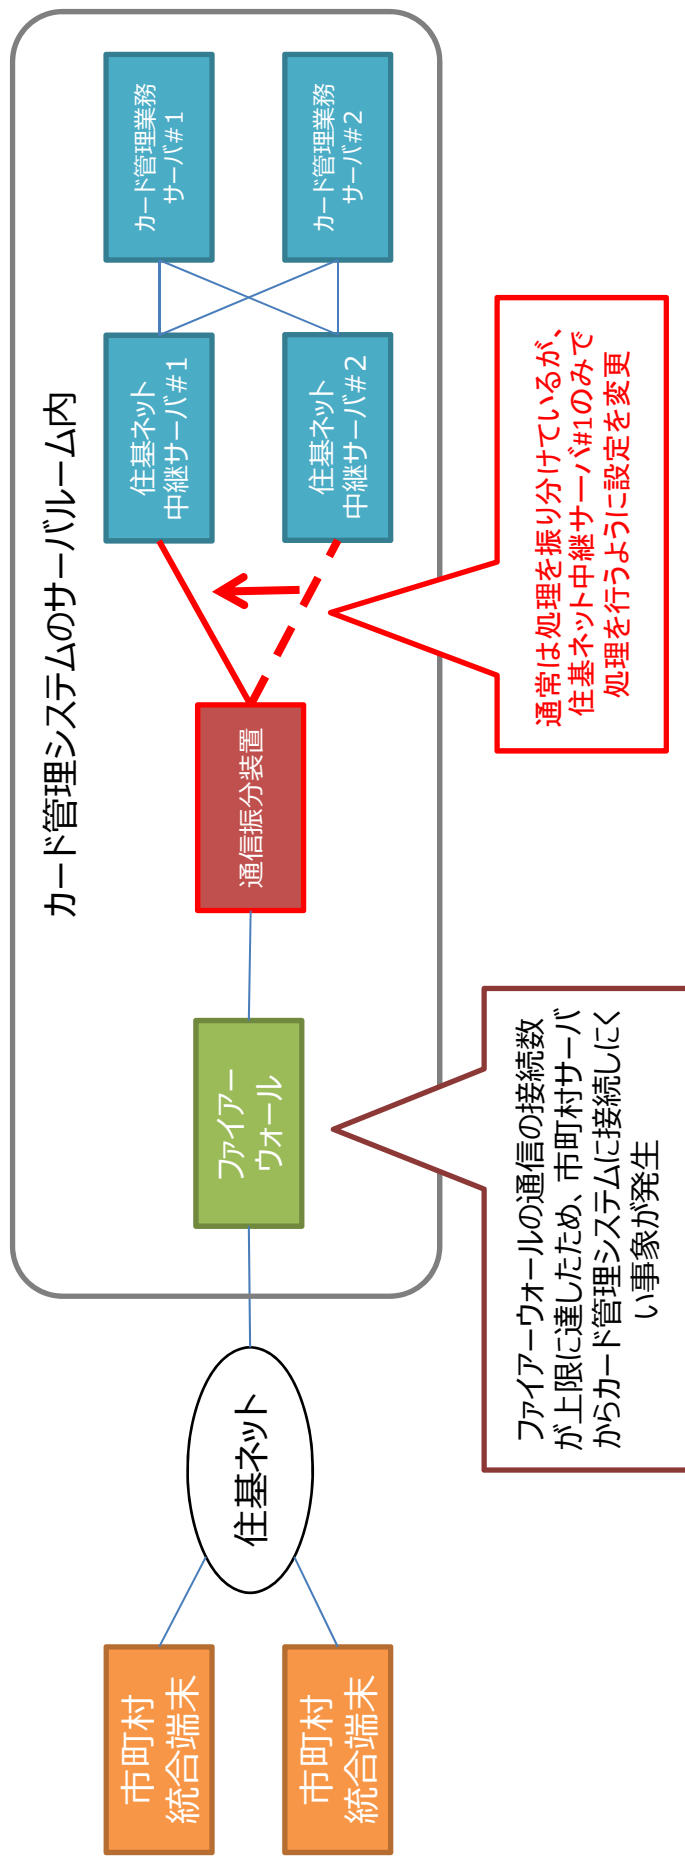 カード管理システムのサーバルーム内
市町村
統合端末
市町村
統合端末
住基ネット
ファイアー
ウォール
通信振分装置
住基ネット
中継サーバ#1
住基ネット
中継サーバ#2
カード管理業務
サーバ#1
カード管理業務
サーバ#2
ファイアーウォールの通信の接続数
が上限に達したため、市町村サーバ
からカード管理システムに接続しにく
い事象が発生
通常は処理を振り分けているが、
住基ネット中継サーバ#1のみで
処理を行うように設定を変更